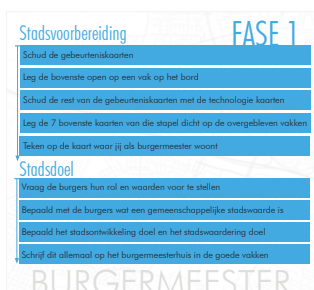 Stadsvoorbereiding
FASE 1
Schud de gebeurteniskaarten
Leg de bovenste open op een vak op het bord
Schud de rest van de gebeurteniskaarten met de technologie kaarten
Leg de 7 bovenste kaarten van die stapel dicht op de overgebleven vakken
Teken op de kaart waar jij als burgermeester woont
Stadsdoel
Vraag de burgers hun rol en waarden voor te stellen
Bepaald met de burgers wat een gemeenschappelijke stadswaarde is
Bepaald het stadsontwikkeling doel en het stadswaardering doel
Schrijf dit allemaal op het burgermeesterhuis in de goede vakken
BURGERMEESTER